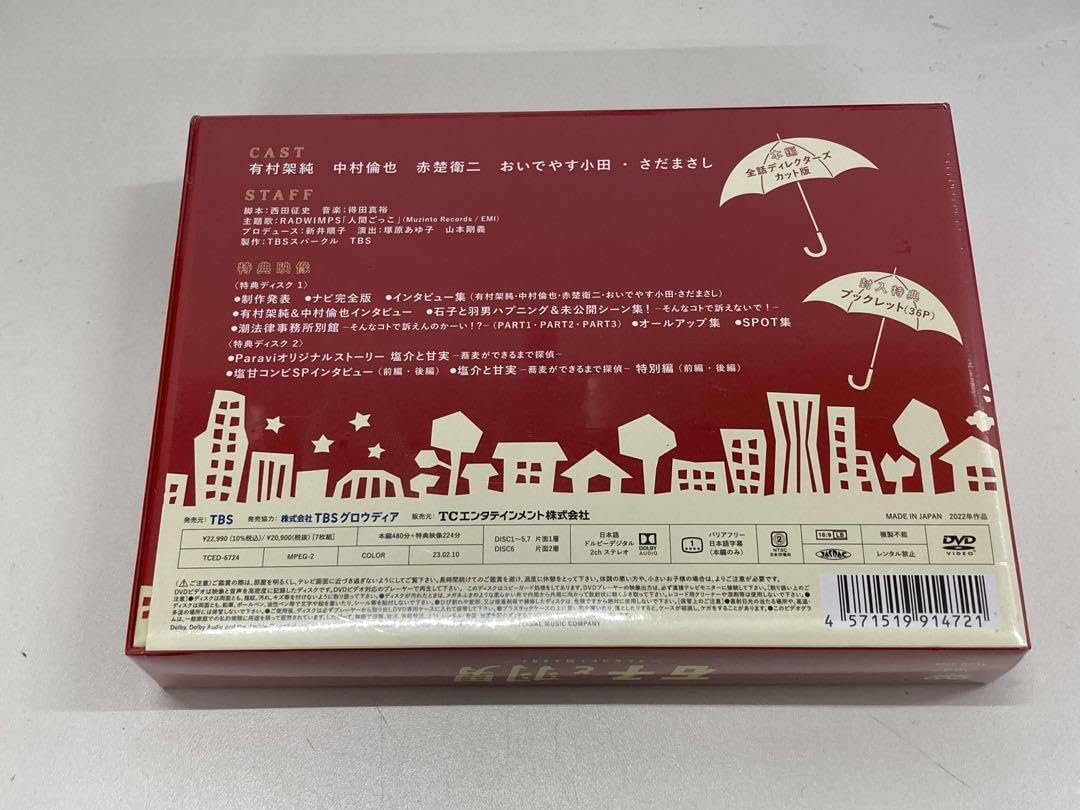 CAST
有村架純 中村倫也 赤楚衛二 おいでやす小田・さだまさし
STAFF
脚本:西田征史 音楽:得田真裕
主題歌:RADWIMPS「人間ごっこ」(Muzinto Records / EMI)
プロデュース:新井順子 演出:塚原あゆ子 山本剛義
製作:TBSスパークル TBS
本編
全話ディレクターズ
カット版
特典映像
〈特典ディスク 1〉
●制作発表 ●ナビ完全版 ●インタビュー集(有村架純・中村倫也・赤楚衛二・おいでやす小田・さだまさし)
●有村架純&中村倫也インタビュー ●石子と羽男ハプニング&未公開シーン集! –そんなコトで訴えないで!–
●潮法律事務所別館 –そんなコトで訴えんのかーい!?–(PART1・PART2・PART3) ●オールアップ集 ●SPOT集
〈特典ディスク 2〉
●Paraviオリジナルストーリー 塩介と甘実 –蕎麦ができるまで探偵–
●塩甘コンビSPインタビュー(前編・後編) ●塩介と甘実 –蕎麦ができるまで探偵– 特別編(前編・後編)
封入特典
ブックレット(36P)
発売元:TBS 発売協力:株式会社TBSグロウディア 販売元:TCエンタテインメント株式会社
MADE IN JAPAN 2022年作品
¥22,990(10%税込)/¥20,900(税抜)[7枚組]
本編480分+特典映像224分
TCED-6724
MPEG-2
COLOR
23.02.10
DISC1~5,7 片面1層
DISC6 片面2層
日本語
ドルビーデジタル
2ch ステレオ
DOLBY
AUDIO
1
バリアフリー
日本語字幕
(本編のみ)
2
NTSC
日本市場向
16:9 LB
複製不能
レンタル禁止
DVD
VIDEO
4 571519 914721
石子と羽男